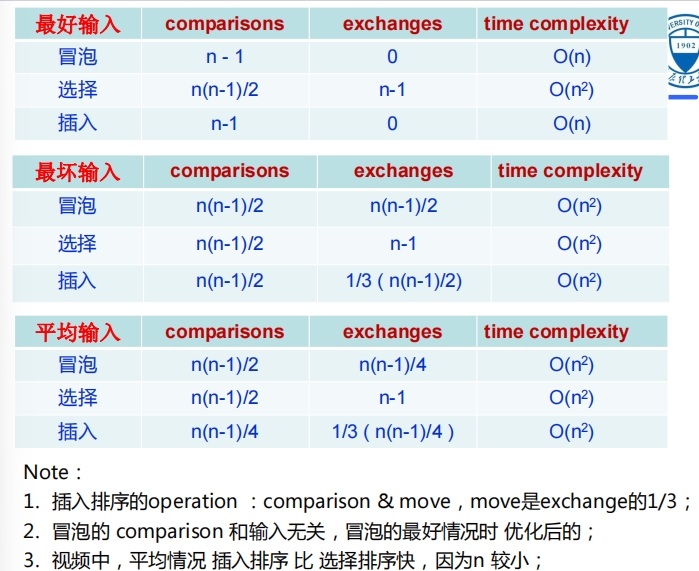 最好输入 comparisons exchanges time complexity
冒泡 n - 1 0 O(n)
选择 n(n-1)/2 n-1 O(n²)
插入 n-1 0 O(n)
1902
最坏输入 comparisons exchanges time complexity
冒泡 n(n-1)/2 n(n-1)/2 O(n²)
选择 n(n-1)/2 n-1 O(n²)
插入 n(n-1)/2 1/3 ( n(n-1)/2) O(n²)
平均输入 comparisons exchanges time complexity
冒泡 n(n-1)/2 n(n-1)/4 O(n²)
选择 n(n-1)/2 n-1 O(n²)
插入 n(n-1)/4 1/3 ( n(n-1)/4 ) O(n²)
Note：
1. 插入排序的operation ：comparison & move，move是exchange的1/3；
2. 冒泡的 comparison 和输入无关，冒泡的最好情况时 优化后的；
3. 视频中，平均情况 插入排序 比 选择排序快，因为n 较小；